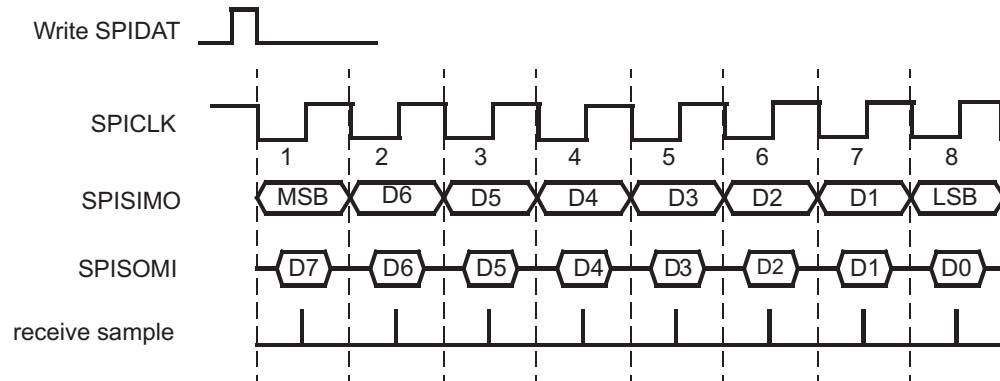 Write SPIDAT
SPICLK
1 2 3 4 5 6 7 8
SPISIMO MSB D6 D5 D4 D3 D2 D1 LSB
SPISOMI D7 D6 D5 D4 D3 D2 D1 D0
receive sample